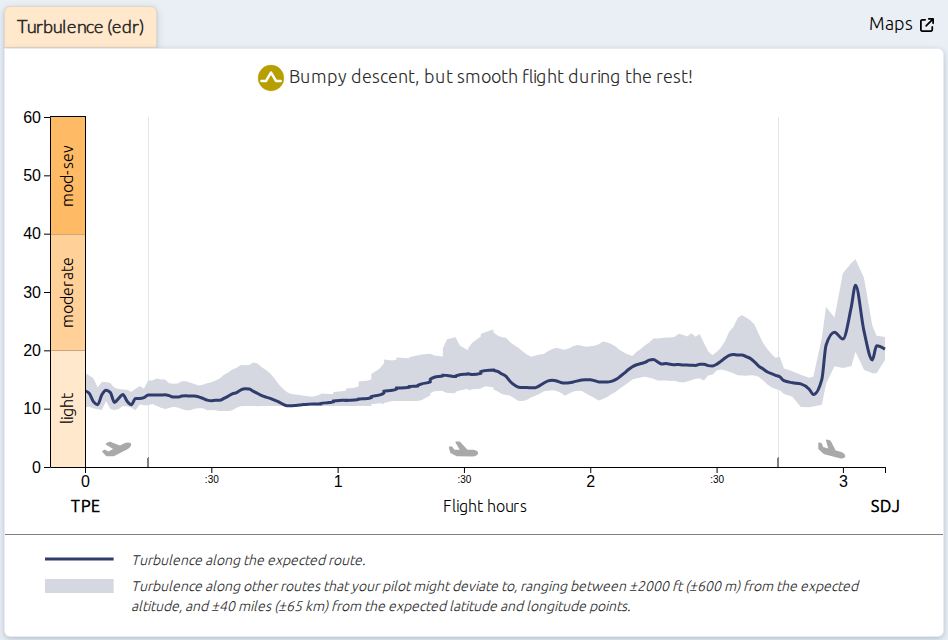 Turbulence (edr)
Maps
Bumpy descent, but smooth flight during the rest!
60
50
40
30
20
10
0
mod-sev
moderate
light
0 :30 1 :30 2 :30 3
TPE Flight hours SDJ
Turbulence along the expected route.
Turbulence along other routes that your pilot might deviate to, ranging between ±2000 ft (±600 m) from the expected
altitude, and ±40 miles (±65 km) from the expected latitude and longitude points.